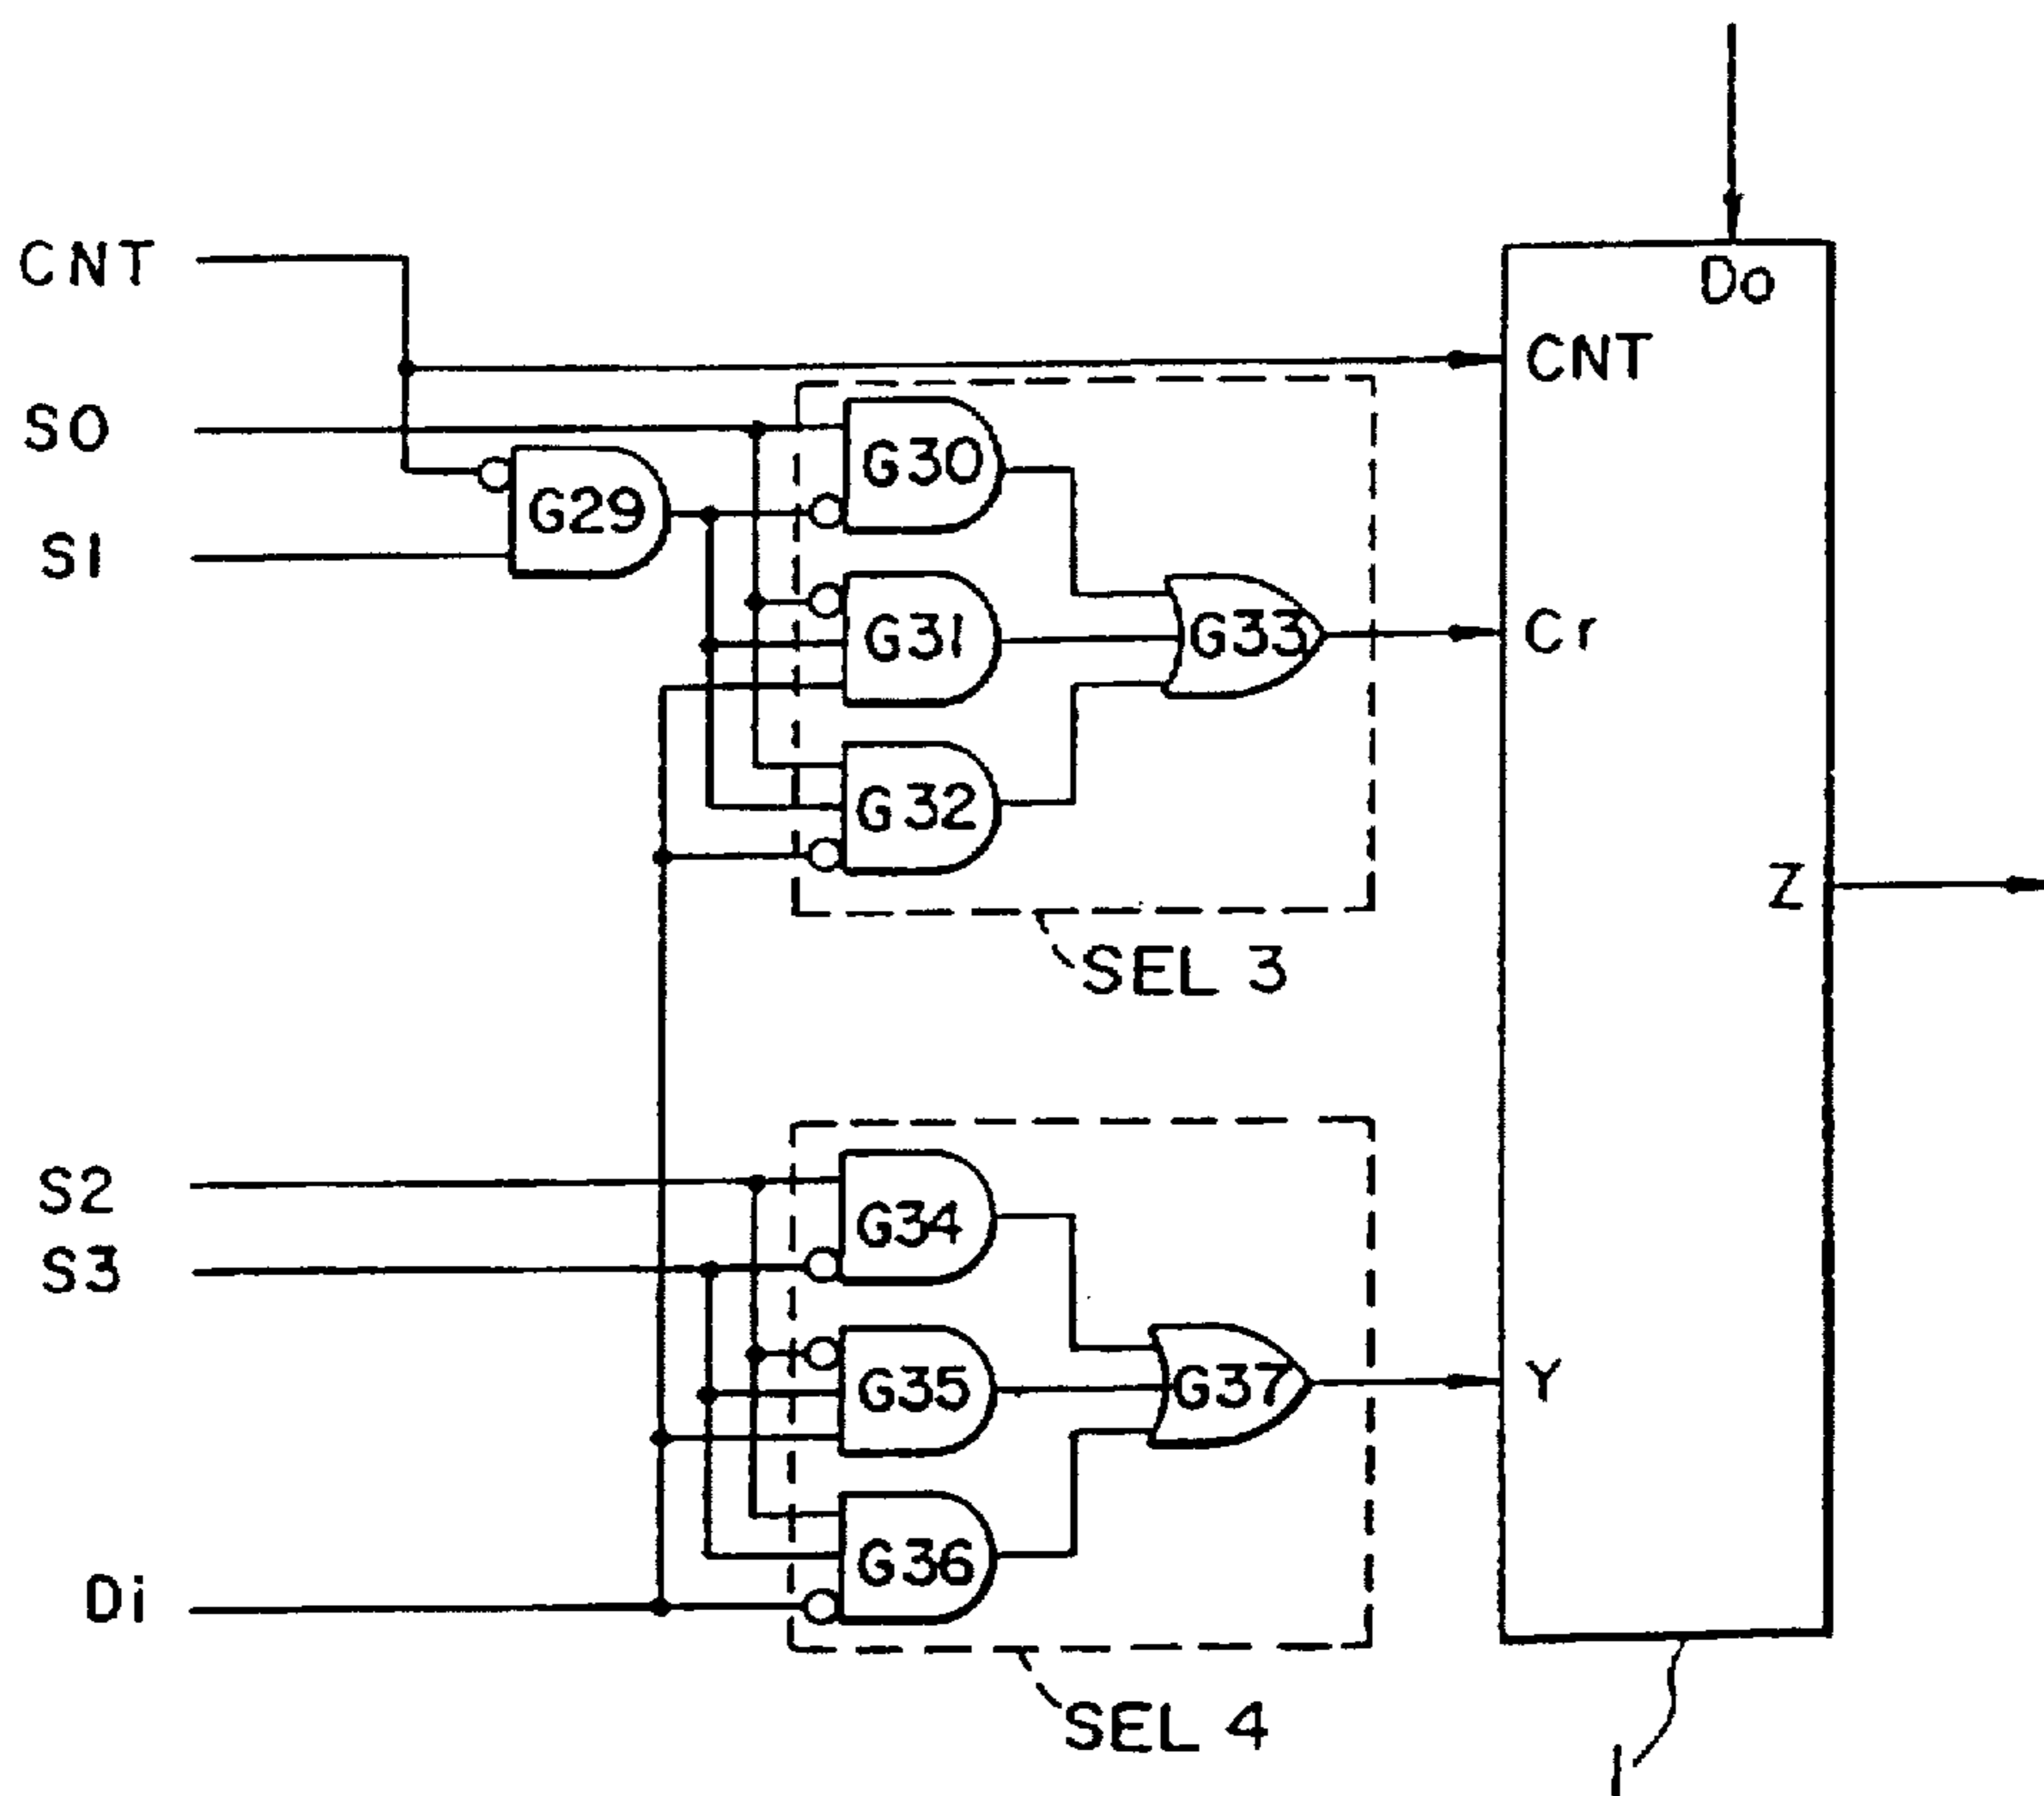 Do
CNT
CNT
S0
G30
G29
S1
G31
G33
Cr
G32
Z
SEL 3
S2
G34
S3
G35
G37
Y
G36
Di
SEL 4
1